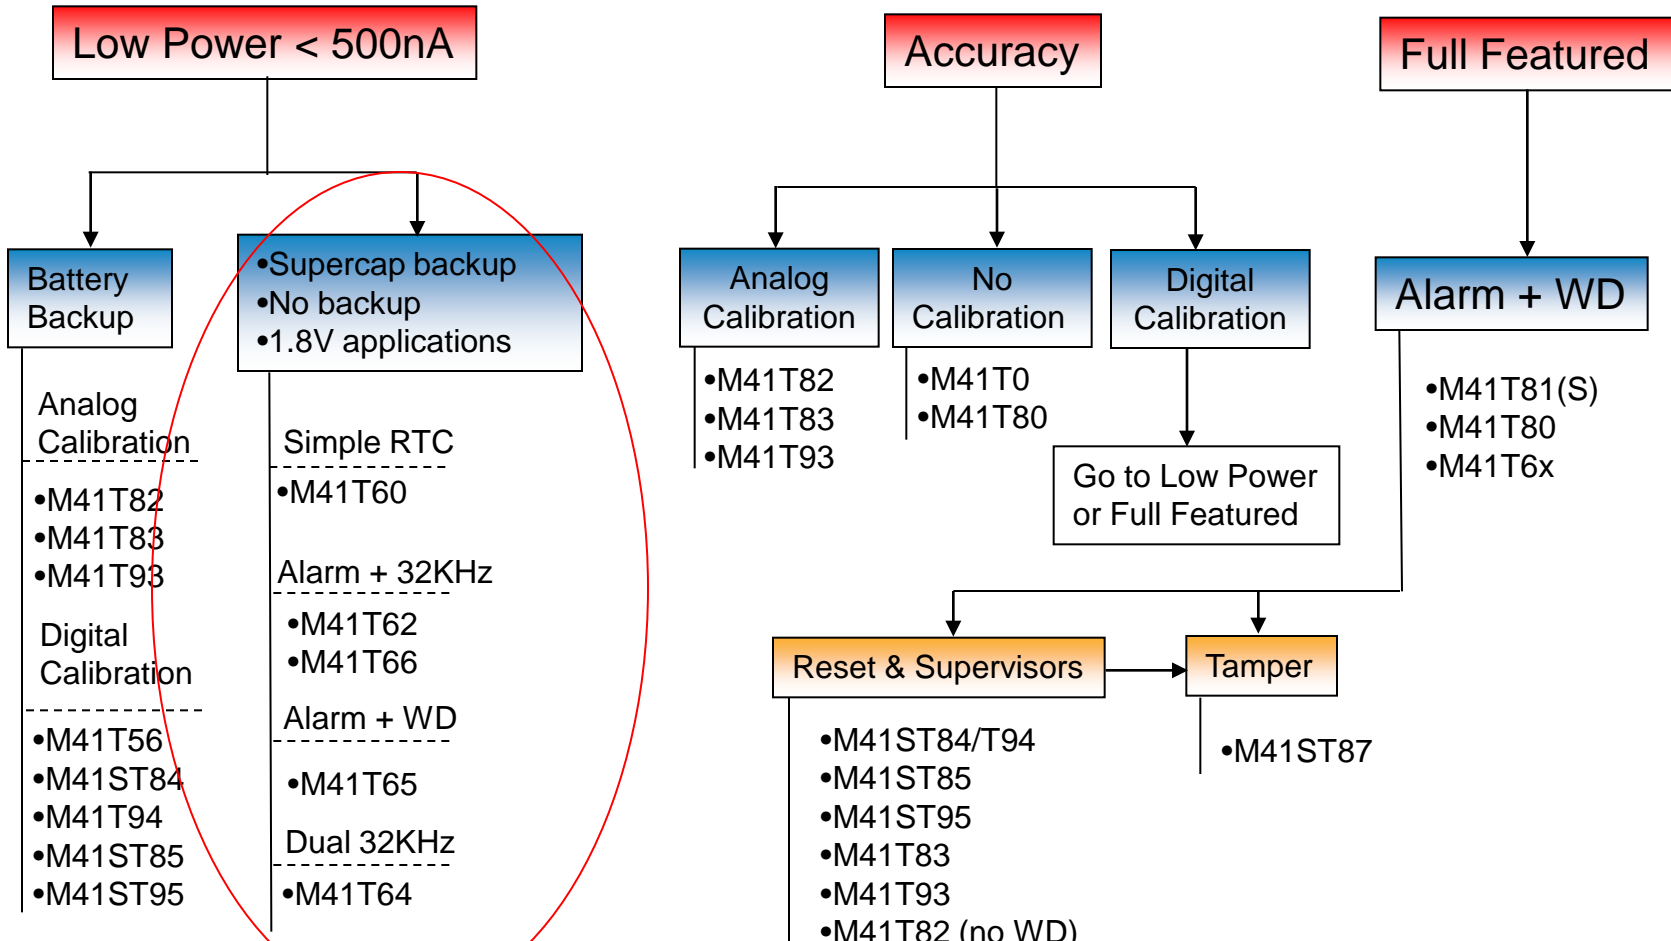 Low Power < 500nA
Battery
Backup
Analog
Calibration
•M41T82
•M41T83
•M41T93
Digital
Calibration
•M41T56
•M41ST84
•M41T94
•M41ST85
•M41ST95
•Supercap backup
•No backup
•1.8V applications
Simple RTC
•M41T60
Alarm + 32KHz
•M41T62
•M41T66
Alarm + WD
•M41T65
Dual 32KHz
•M41T64
Accuracy
Analog
Calibration
•M41T82
•M41T83
•M41T93
No
Calibration
•M41T0
•M41T80
Digital
Calibration
Go to Low Power
or Full Featured
Full Featured
Alarm + WD
•M41T81(S)
•M41T80
•M41T6x
Reset & Supervisors
•M41ST84/T94
•M41ST85
•M41ST95
•M41T83
•M41T93
•M41T82 (no WD)
Tamper
•M41ST87